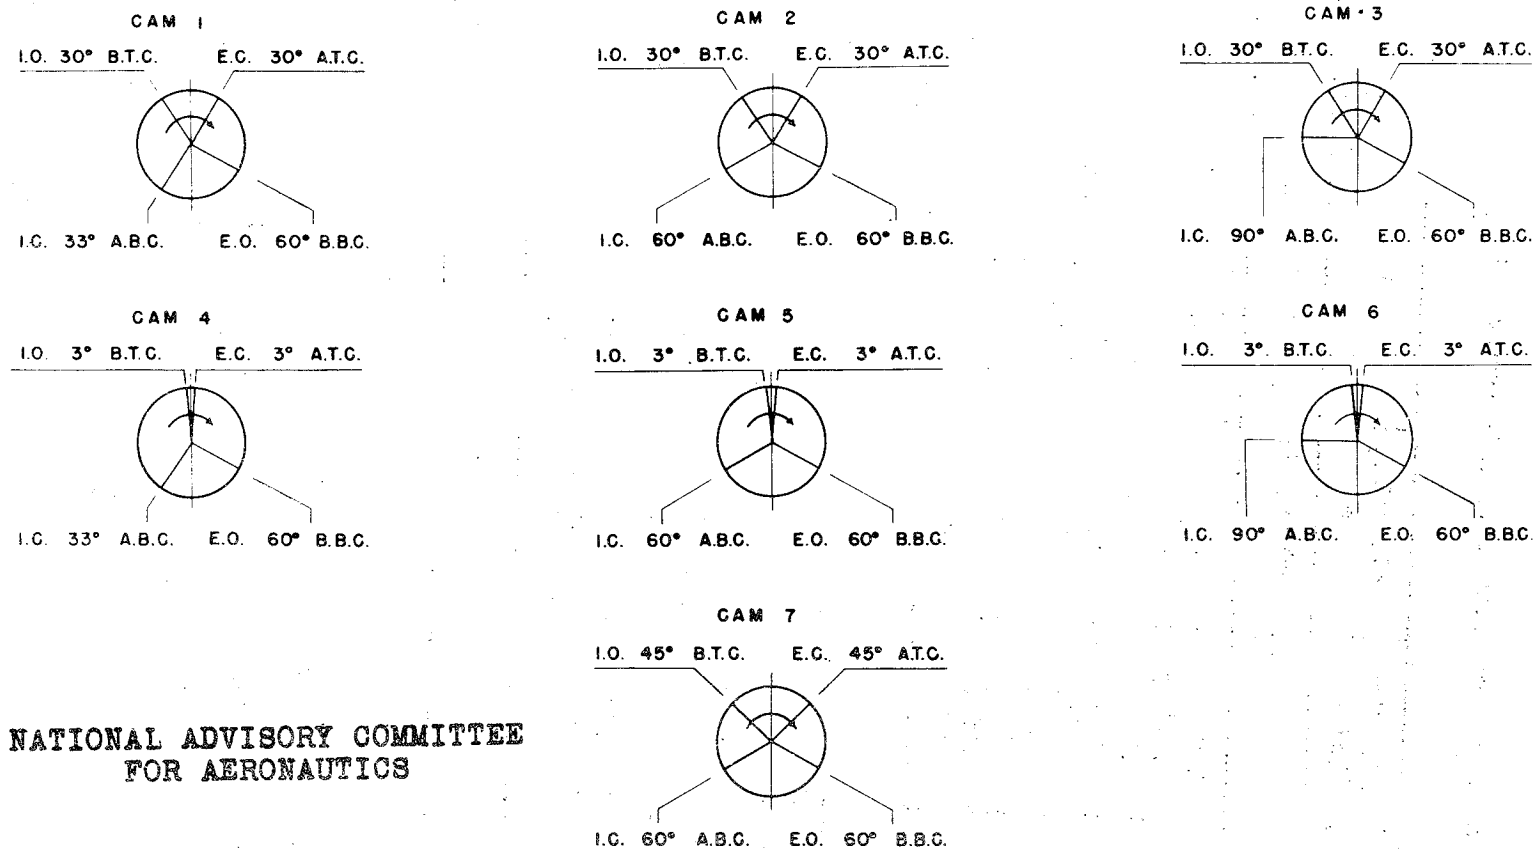 CAM 1
I.O. 30° B.T.C. E.C. 30° A.T.C.
I.C. 33° A.B.C. E.O. 60° B.B.C.
CAM 2
I.O. 30° B.T.C. E.C. 30° A.T.C.
I.C. 60° A.B.C. E.O. 60° B.B.C.
CAM 3
I.O. 30° B.T.C. E.C. 30° A.T.C.
I.C. 90° A.B.C. E.O. 60° B.B.C.
CAM 4
I.O. 3° B.T.C. E.C. 3° A.T.C.
I.C. 33° A.B.C. E.O. 60° B.B.C.
CAM 5
I.O. 3° B.T.C. E.C. 3° A.T.C.
I.C. 60° A.B.C. E.O. 60° B.B.C.
CAM 6
I.O. 3° B.T.C. E.C. 3° A.T.C.
I.C. 90° A.B.C. E.O. 60° B.B.C.
CAM 7
I.O. 45° B.T.C. E.C. 45° A.T.C.
I.C. 60° A.B.C. E.O. 60° B.B.C.
NATIONAL ADVISORY COMMITTEE
FOR AERONAUTICS